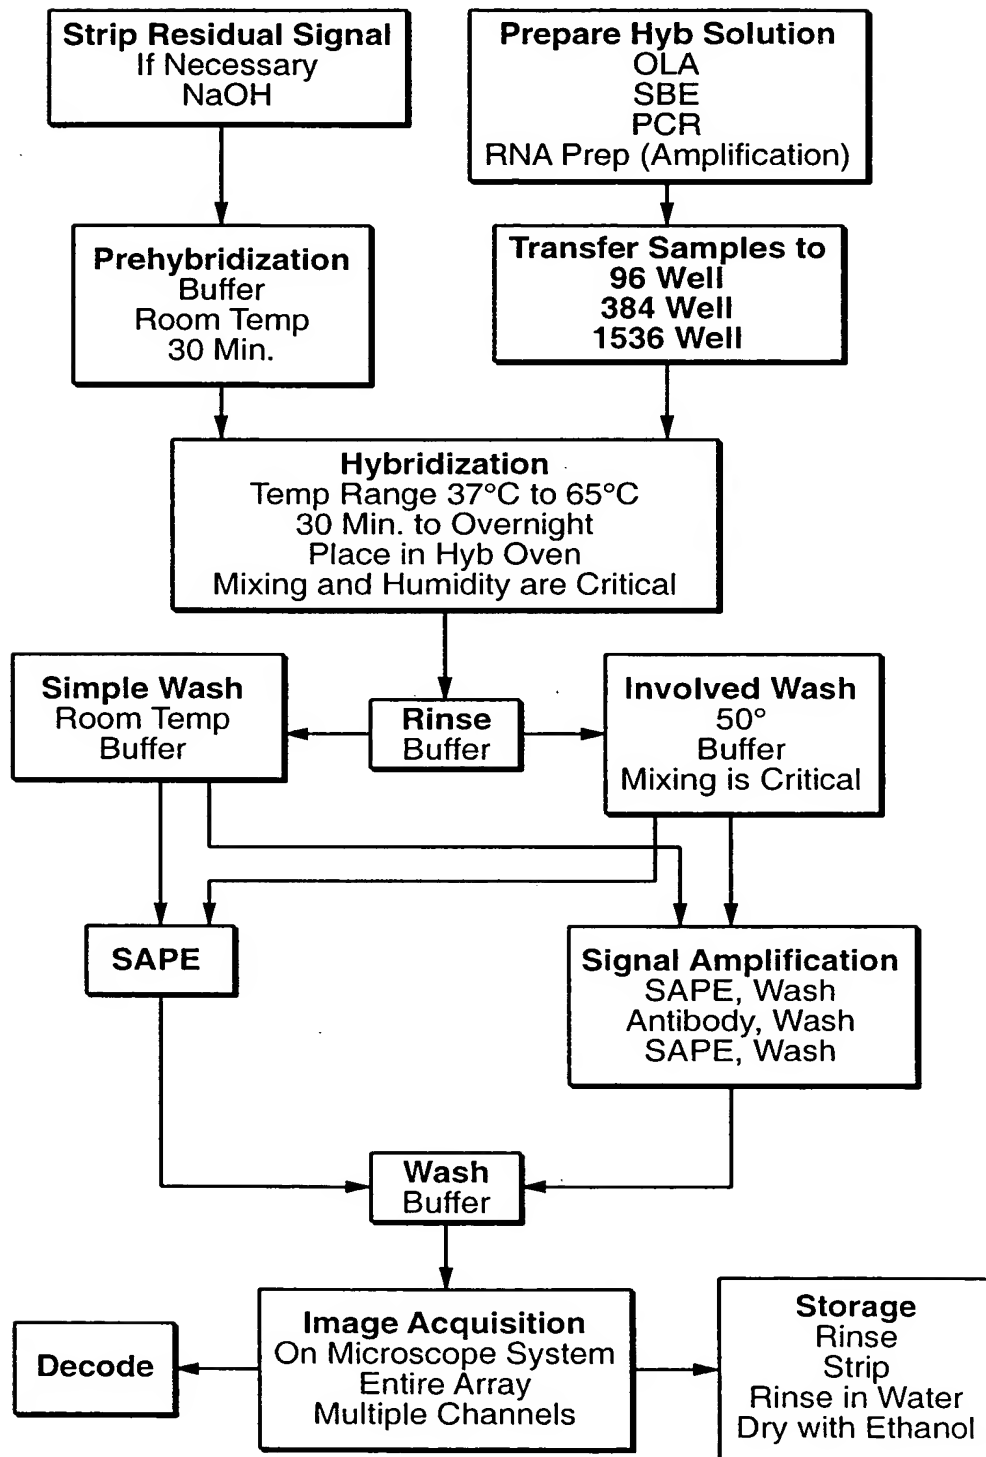 Strip Residual Signal
If Necessary
NaOH
Prepare Hyb Solution
OLA
SBE
PCR
RNA Prep (Amplification)
Prehybridization
Buffer
Room Temp
30 Min.
Transfer Samples to
96 Well
384 Well
1536 Well
Hybridization
Temp Range 37°C to 65°C
30 Min. to Overnight
Place in Hyb Oven
Mixing and Humidity are Critical
Simple Wash
Room Temp
Buffer
Rinse
Buffer
Involved Wash
50°
Buffer
Mixing is Critical
SAPE
Signal Amplification
SAPE, Wash
Antibody, Wash
SAPE, Wash
Wash
Buffer
Decode
Image Acquisition
On Microscope System
Entire Array
Multiple Channels
Storage
Rinse
Strip
Rinse in Water
Dry with Ethanol